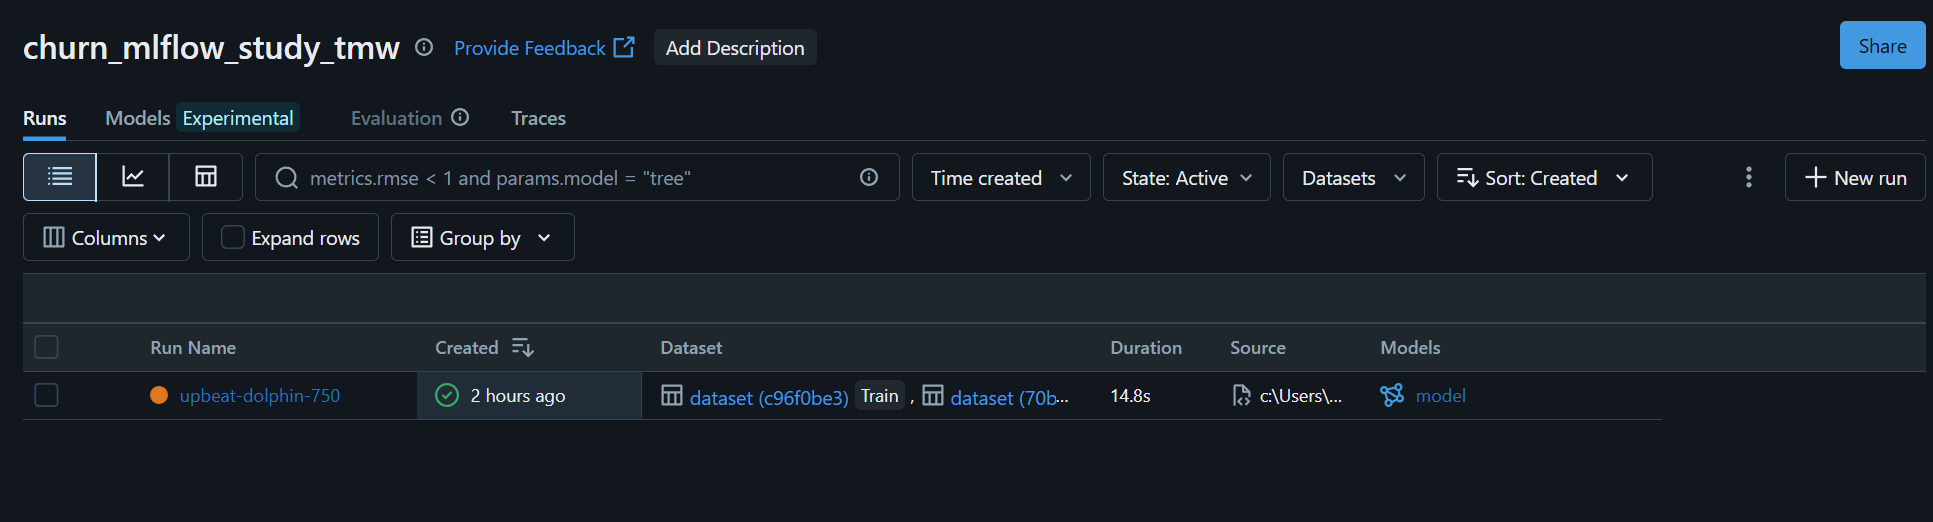 churn_mlflow_study_tmw Provide Feedback Add Description Share
Runs Models Experimental Evaluation Traces
metrics.rmse < 1 and params.model = "tree" Time created State: Active Datasets Sort: Created New run
Columns Expand rows Group by
Run Name Created Dataset Duration Source Models
upbeat-dolphin-750 2 hours ago dataset (c96f0be3) Train , dataset (70b... 14.8s c:\Users\... model